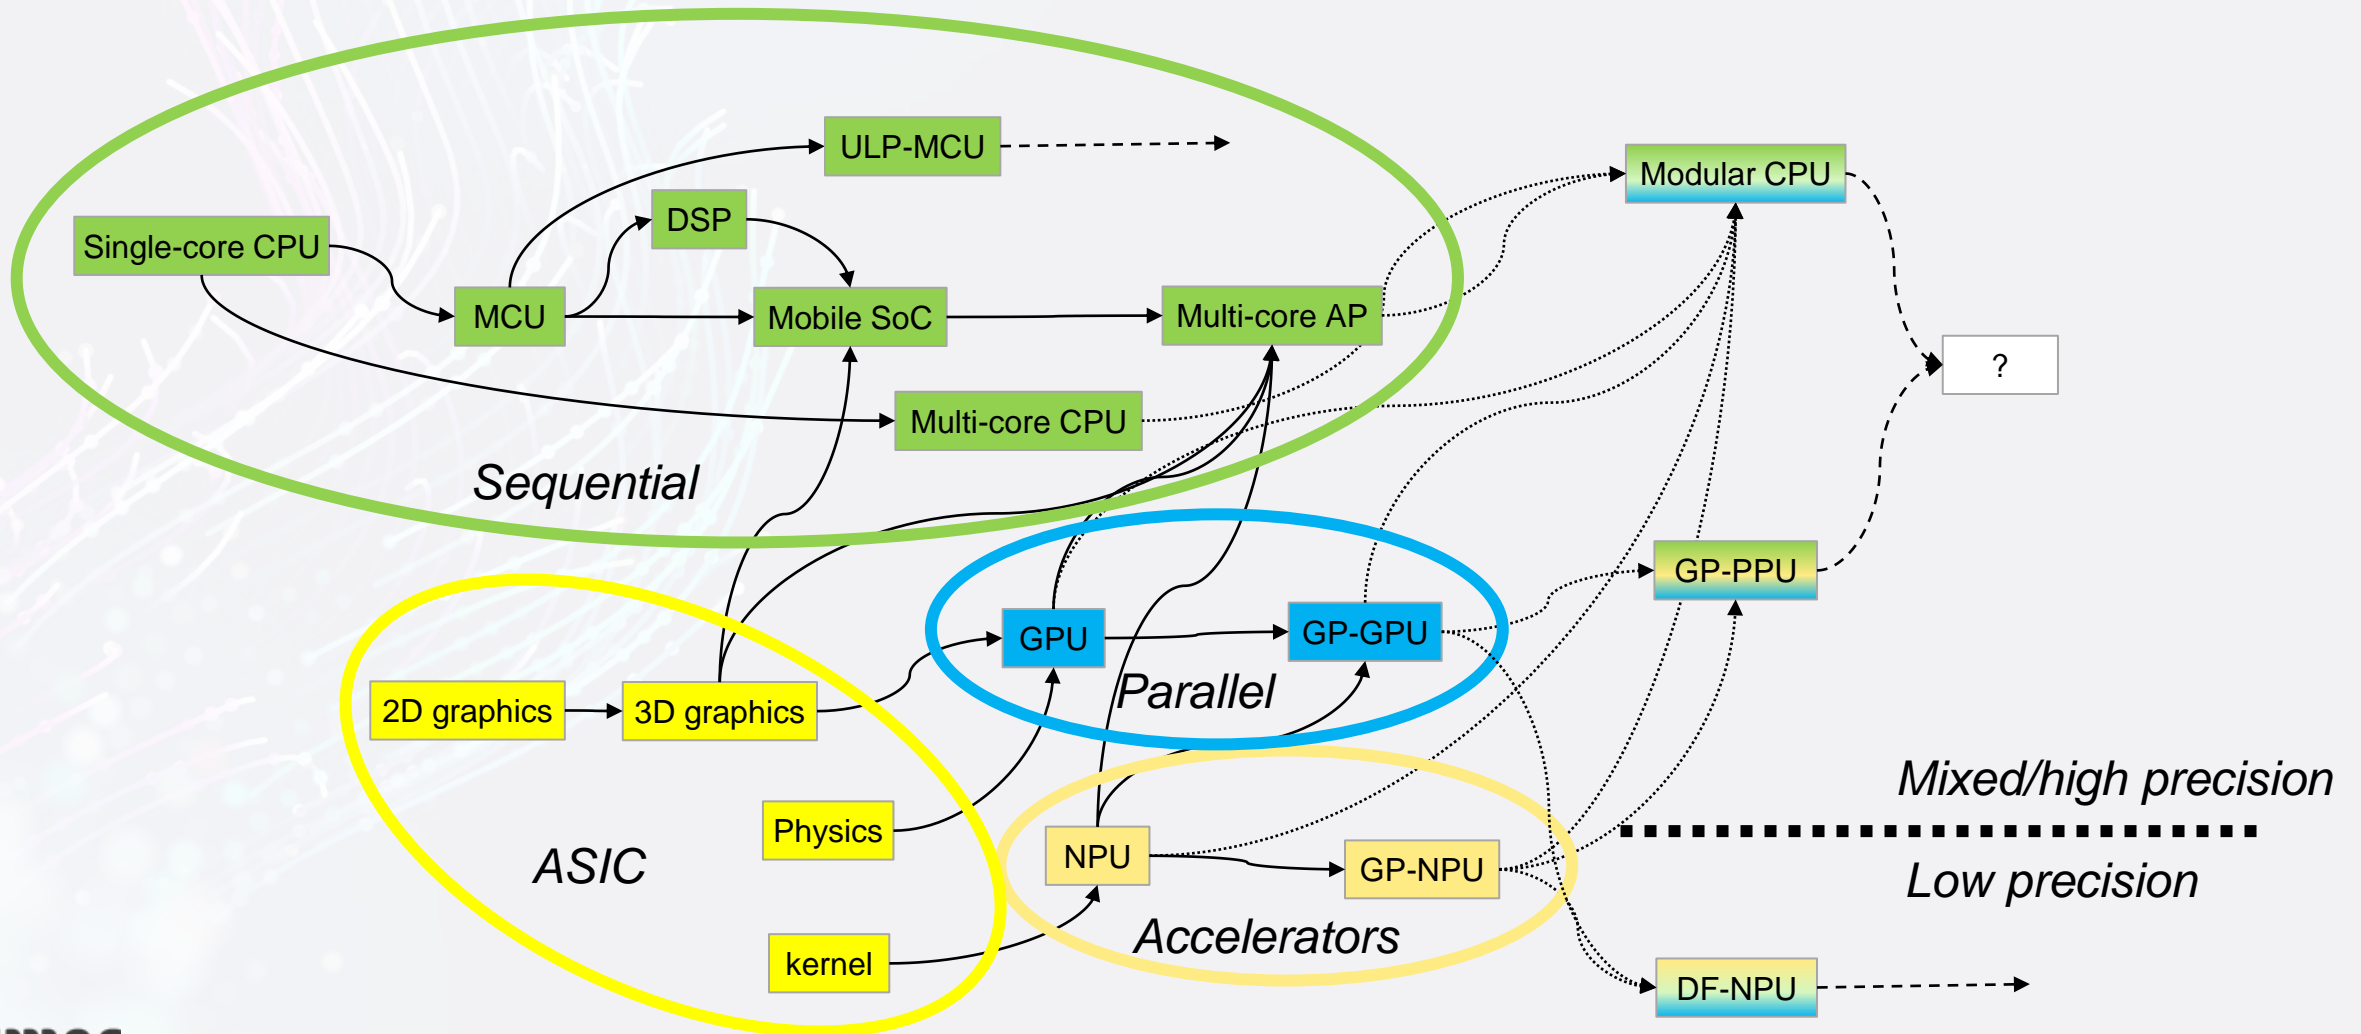 ULP-MCU
Modular CPU
DSP
Single-core CPU
MCU
Mobile SoC
Multi-core AP
?
Multi-core CPU
Sequential
GP-PPU
GPU
GP-GPU
Parallel
2D graphics
3D graphics
Mixed/high precision
Physics
NPU
GP-NPU
ASIC
Low precision
Accelerators
kernel
DF-NPU